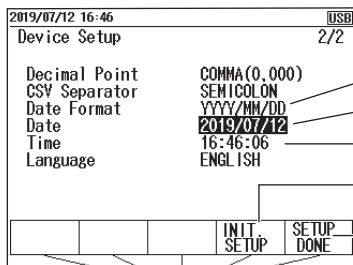 2019/07/12 16:46 USB
Device Setup 2/2
Decimal Point COMMA(0,000)
CSV Separator SEMICOLON
Date Format YYYY/MM/DD
Date 2019/07/12
Time 16:46:06
Language ENGLISH
INIT. SETUP
SETUP DONE